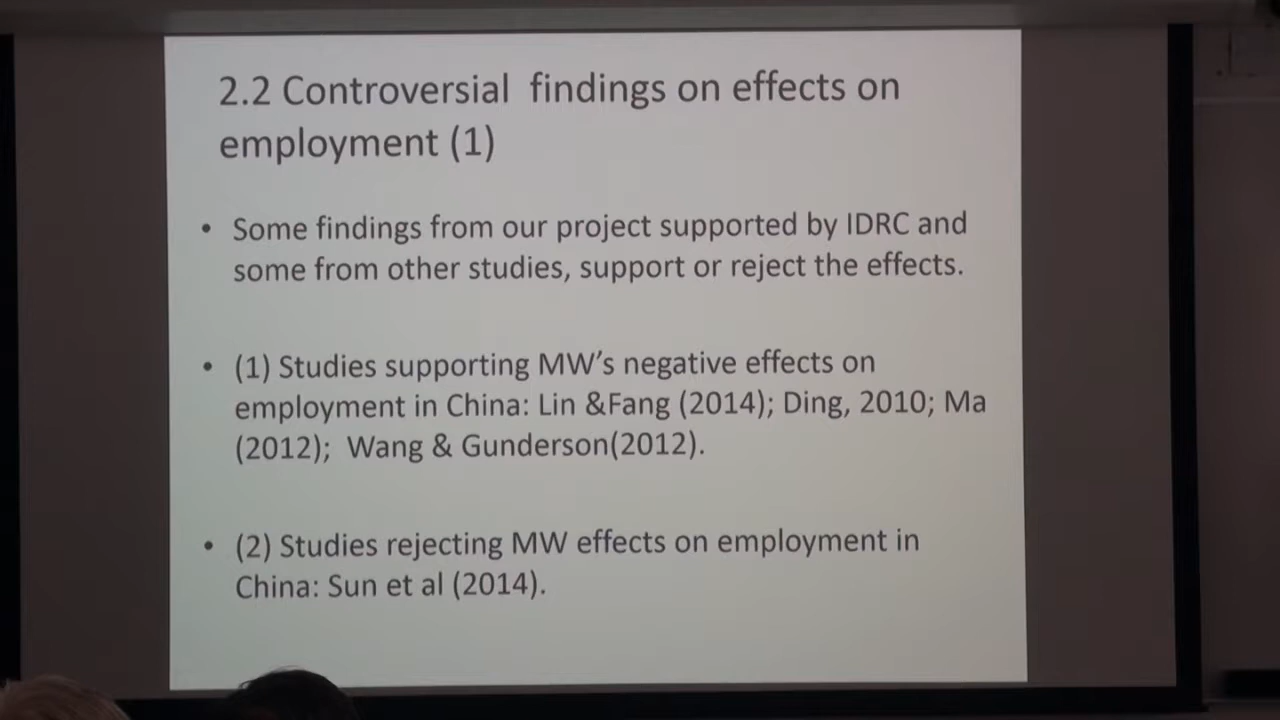 2.2 Controversial findings on effects on
employment (1)
• Some findings from our project supported by IDRC and
some from other studies, support or reject the effects.
• (1) Studies supporting MW’s negative effects on
employment in China: Lin &Fang (2014); Ding, 2010; Ma
(2012); Wang & Gunderson(2012).
• (2) Studies rejecting MW effects on employment in
China: Sun et al (2014).